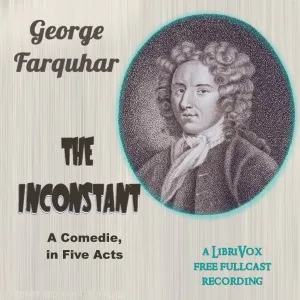 George
Farquhar
THE
INCONSTANT
A Comedie,
in Five Acts
A LIBRIVOX
FREE FULLCAST
RECORDING